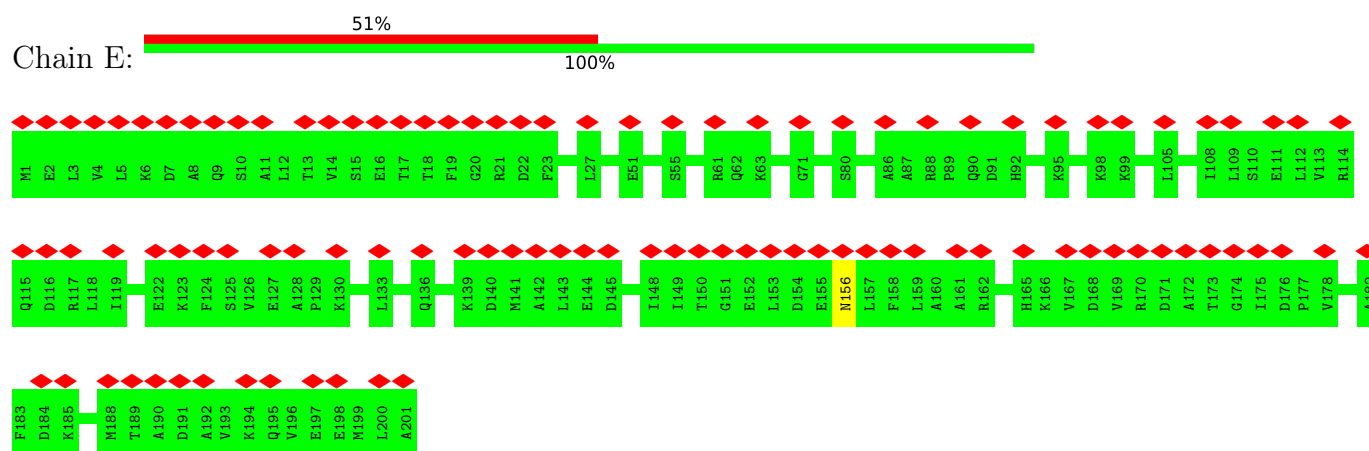 51%
Chain E:
100%
M1 E2 L3 V4 L5 K6 D7 A8 Q9 S10 A11 L12 T13 V14 S15 E16 T17 T18 F19 G20 R21 D22 F23 L27 E51 S55 R61 Q62 K63 G71 S80 A86 A87 R88 P89 Q90 D91 H92 K95 K98 K99 L105 I108 L109 S110 E111 L112 V113 R114
Q115 D116 R117 L118 I119 E122 K123 F124 S125 V126 E127 A128 P129 K130 L133 Q136 K139 D140 M141 A142 L143 E144 D145 I148 I149 T150 G151 E152 L153 D154 E155 N156 L157 F158 L159 A160 A161 R162 H165 K166 V167 D168 V169 R170 D171 A172 T173 G174 I175 D176 P177 V178
F183 D184 K185 M188 T189 A190 D191 A192 V193 K194 Q195 V196 E197 E198 M199 L200 A201